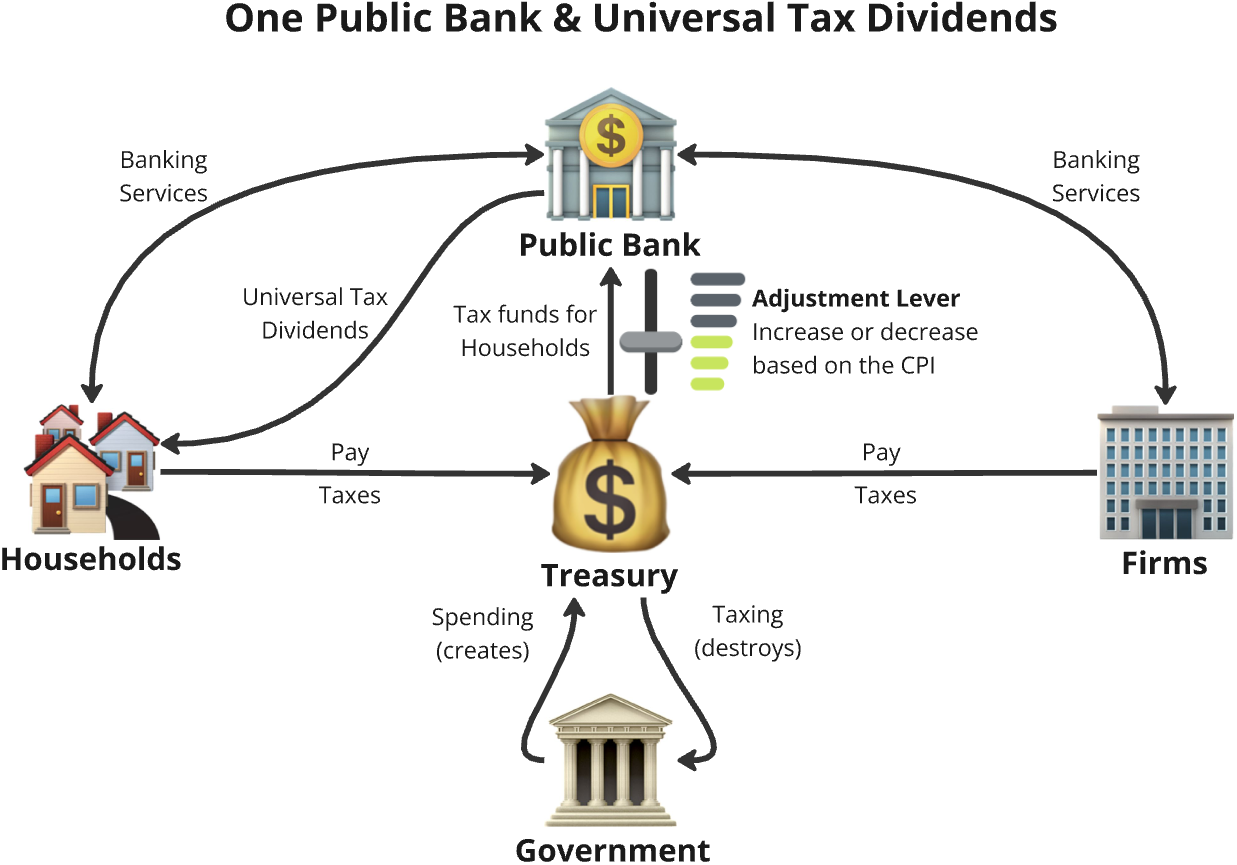 One Public Bank & Universal Tax Dividends
$
Banking
Services
Banking
Services
Public Bank
Universal Tax
Dividends
Tax funds for
Households
Adjustment Lever
Increase or decrease
based on the CPI
Pay
Taxes
$
Pay
Taxes
Households
Treasury
Firms
Spending
(creates)
Taxing
(destroys)
Government